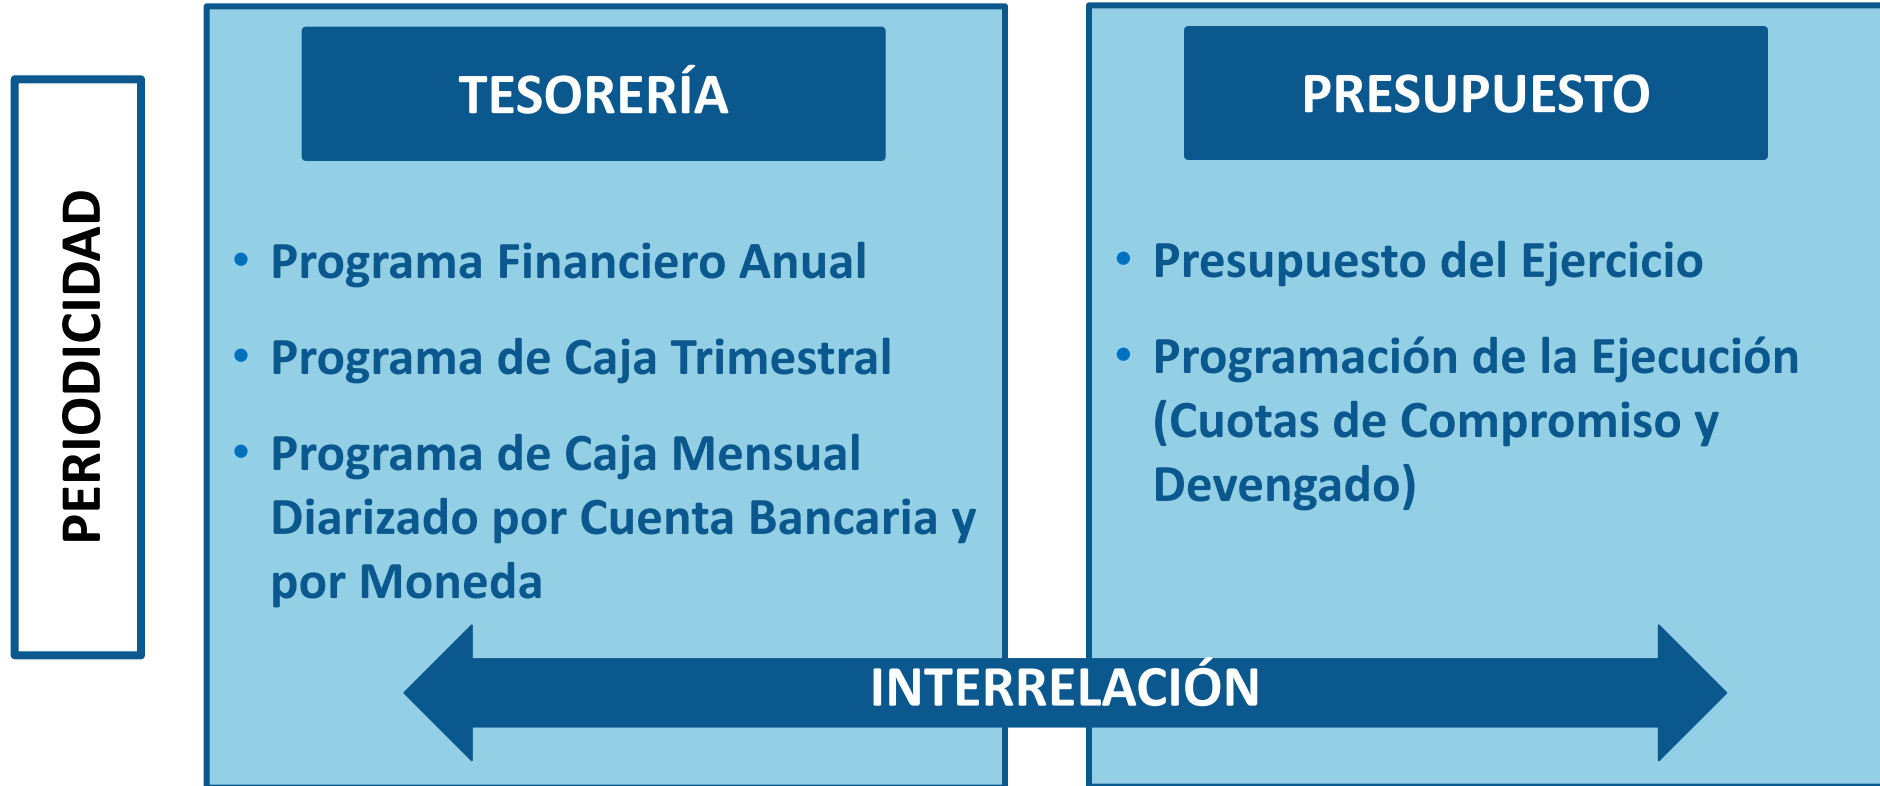 PERIODICIDAD
TESORERÍA
• Programa Financiero Anual
• Programa de Caja Trimestral
• Programa de Caja Mensual
Diarizado por Cuenta Bancaria y
por Moneda
PRESUPUESTO
• Presupuesto del Ejercicio
• Programación de la Ejecución
(Cuotas de Compromiso y
Devengado)
INTERRELACIÓN